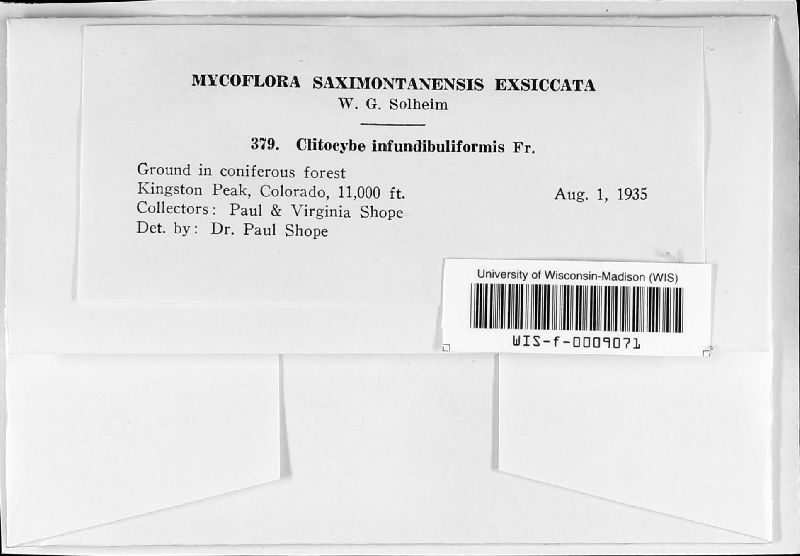 MYCOFLORA SAXIMONTANENSIS EXSICCATA
W. G. Solheim
379. Clitocybe infundibuliformis Fr.
Ground in coniferous forest
Kingston Peak, Colorado, 11,000 ft. Aug. 1, 1935
Collectors: Paul & Virginia Shope
Det. by: Dr. Paul Shope
University of Wisconsin-Madison (WIS)
WIS-f-0009071